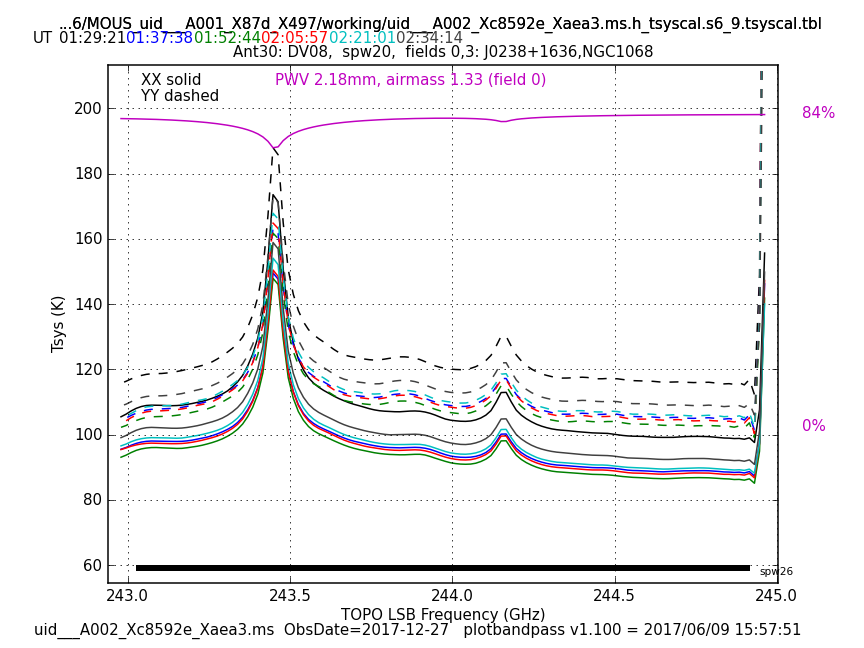 ...6/MOUS_uid___A001_X87d_X497/working/uid___A002_Xc8592e_Xaea3.ms.h_tsyscal.s6_9.tsyscal.tbl
UT 01:29:21 01:37:38 01:52:44 02:05:57 02:21:01 02:34:14
Ant30: DV08,  spw20,  fields 0,3: J0238+1636,NGC1068
XX solid
PWV 2.18mm, airmass 1.33 (field 0)
YY dashed
84%
0%
Tsys (K)
200
180
160
140
120
100
80
60
spw26
243.0 243.5 244.0 244.5 245.0
TOPO LSB Frequency (GHz)
uid___A002_Xc8592e_Xaea3.ms  ObsDate=2017-12-27   plotbandpass v1.100 = 2017/06/09 15:57:51